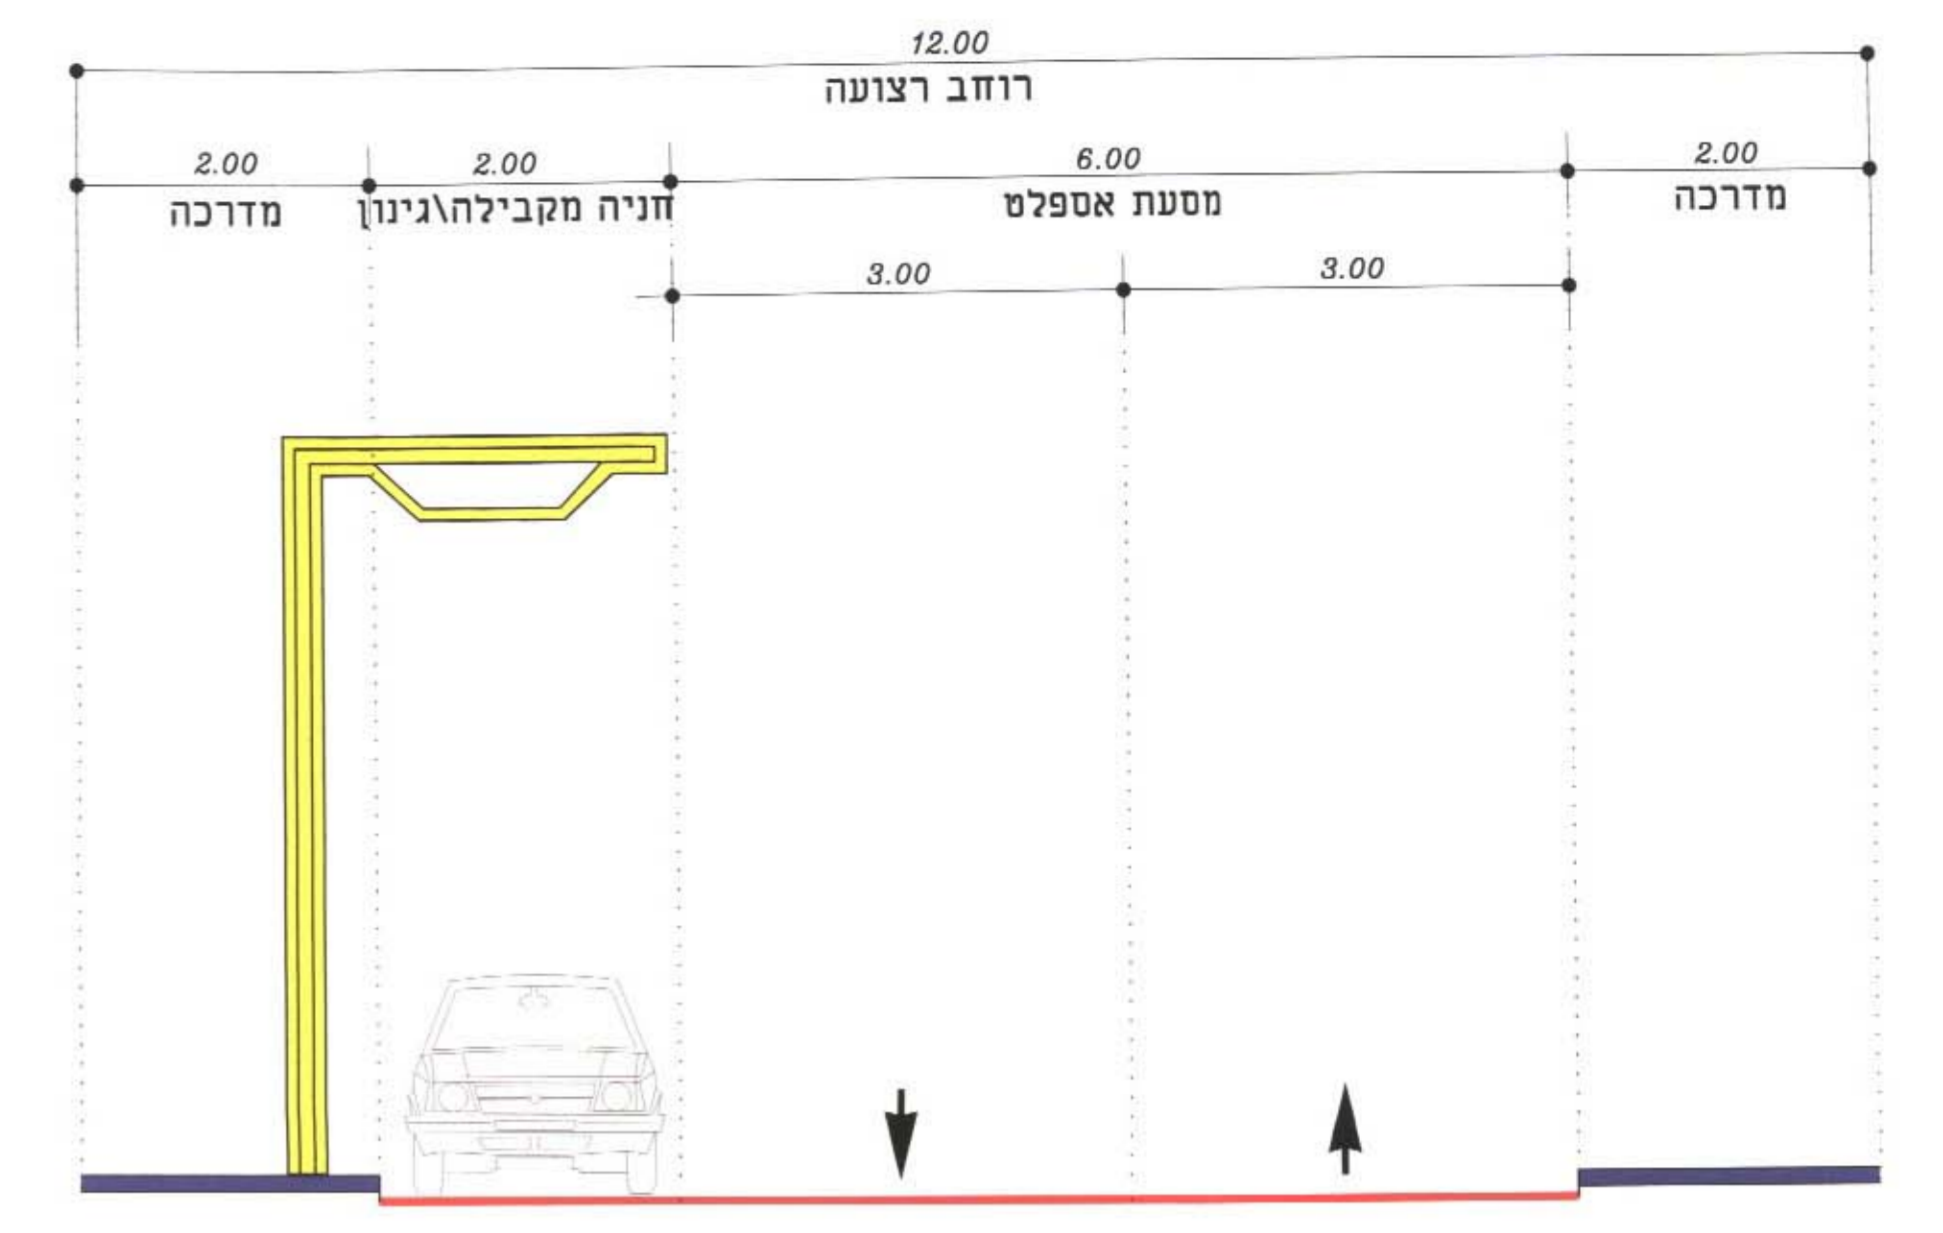 12.00
רוחב רצועה
2.00
6.00
2.00
2.00
מדרכה
מסעת אספלט
חניה מקבילה\גינון
מדרכה
3.00
3.00